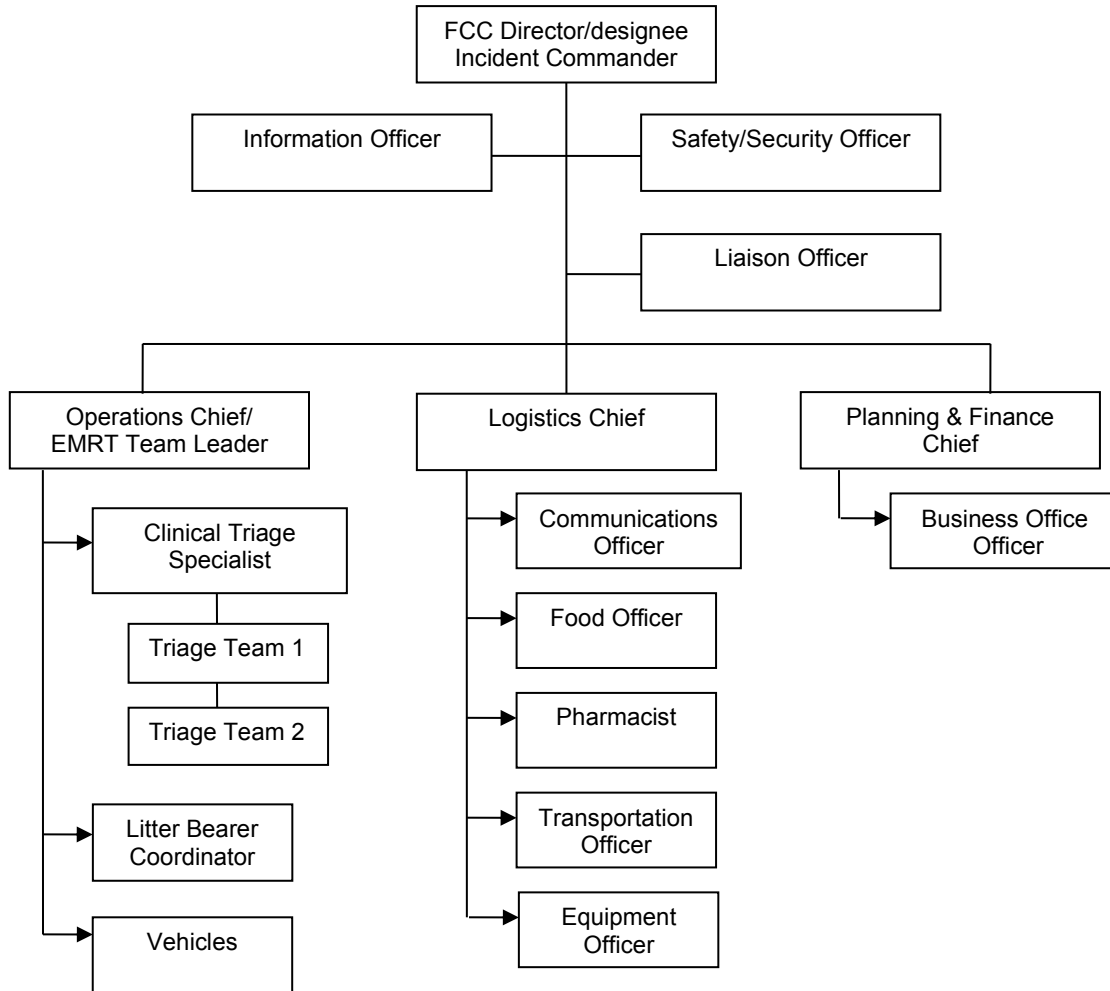 FCC Director/designee
Incident Commander
Information Officer
Safety/Security Officer
Liaison Officer
Operations Chief/
EMRT Team Leader
Logistics Chief
Planning & Finance
Chief
Clinical Triage
Specialist
Triage Team 1
Triage Team 2
Litter Bearer
Coordinator
Vehicles
Communications
Officer
Food Officer
Pharmacist
Transportation
Officer
Equipment
Officer
Business Office
Officer